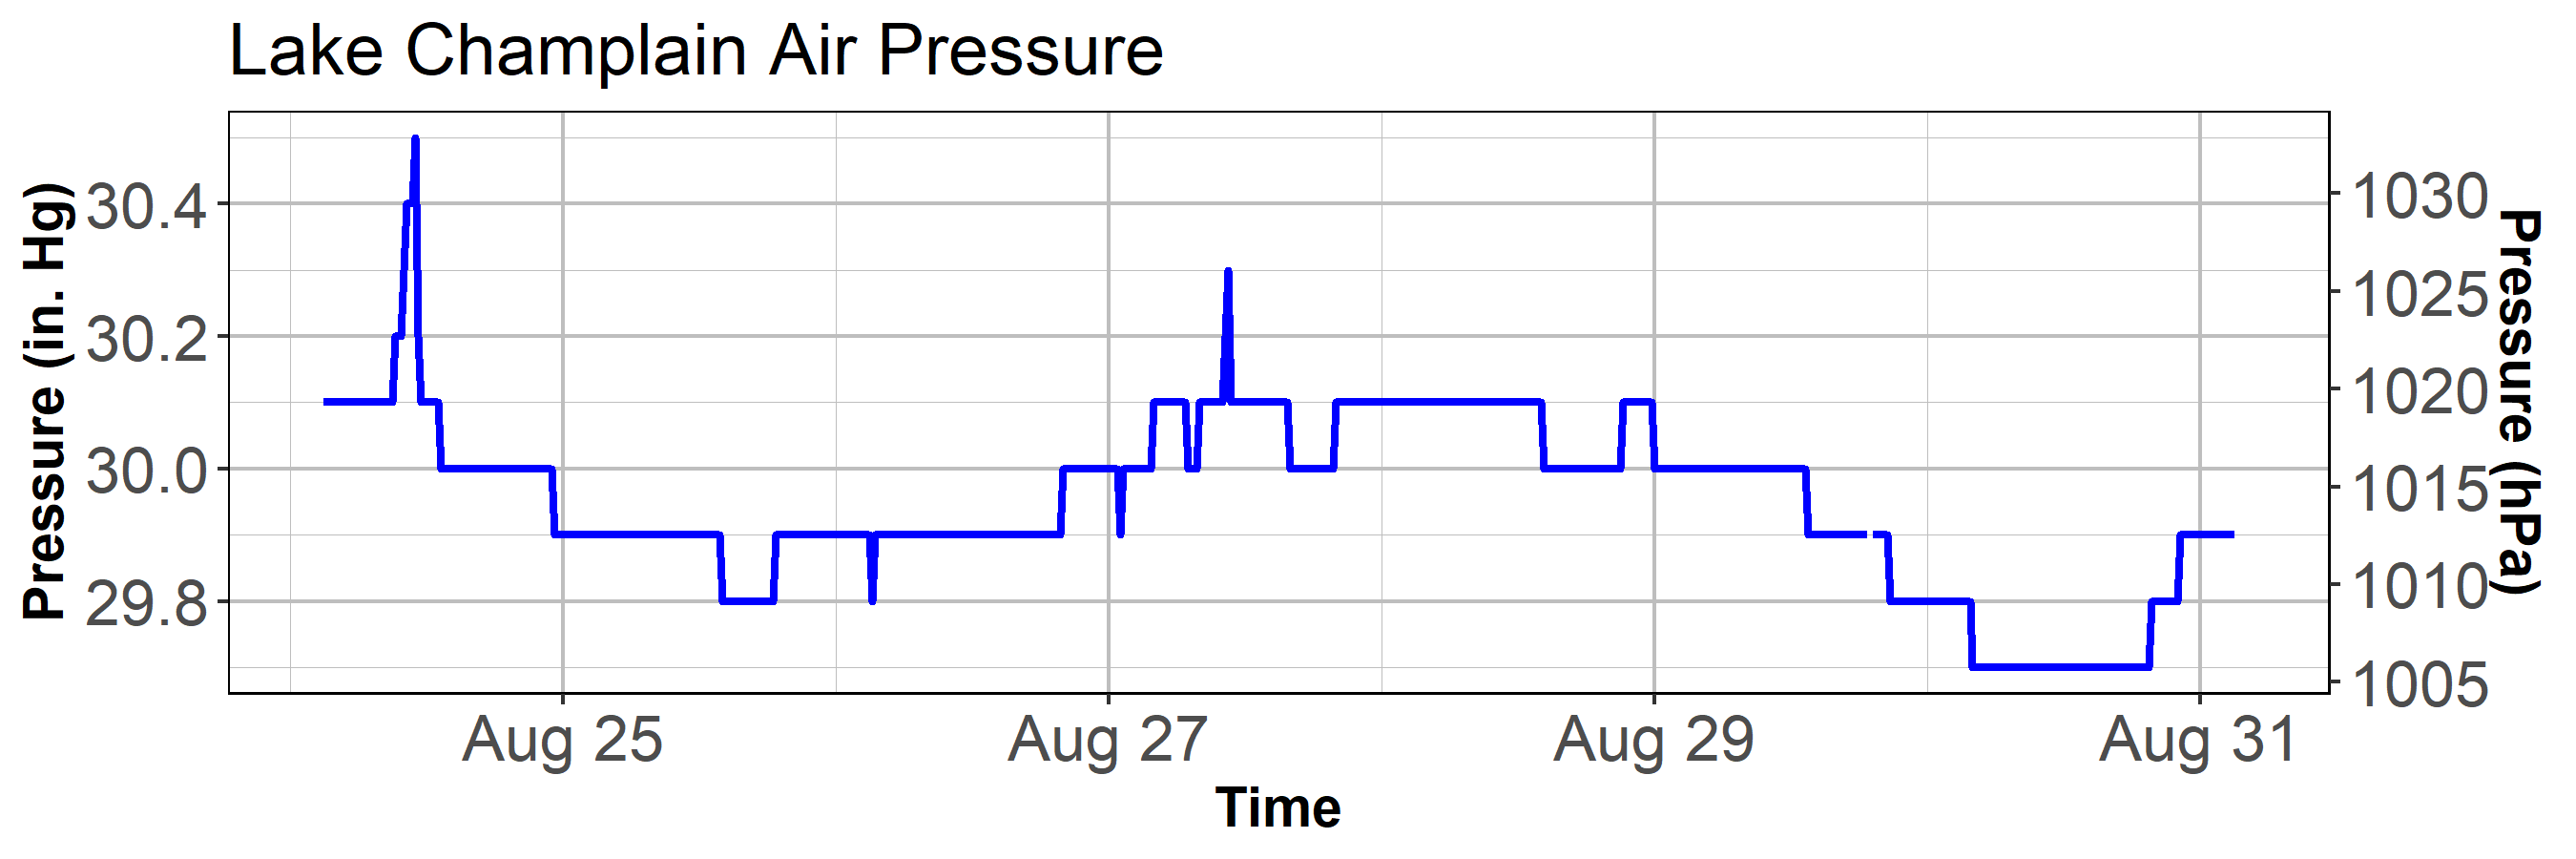 Lake Champlain Air Pressure
Pressure (in. Hg)
30.4
30.2
30.0
29.8
1030
1025
1020
1015
1010
1005
Pressure (hPa)
Aug 25
Aug 27
Aug 29
Aug 31
Time